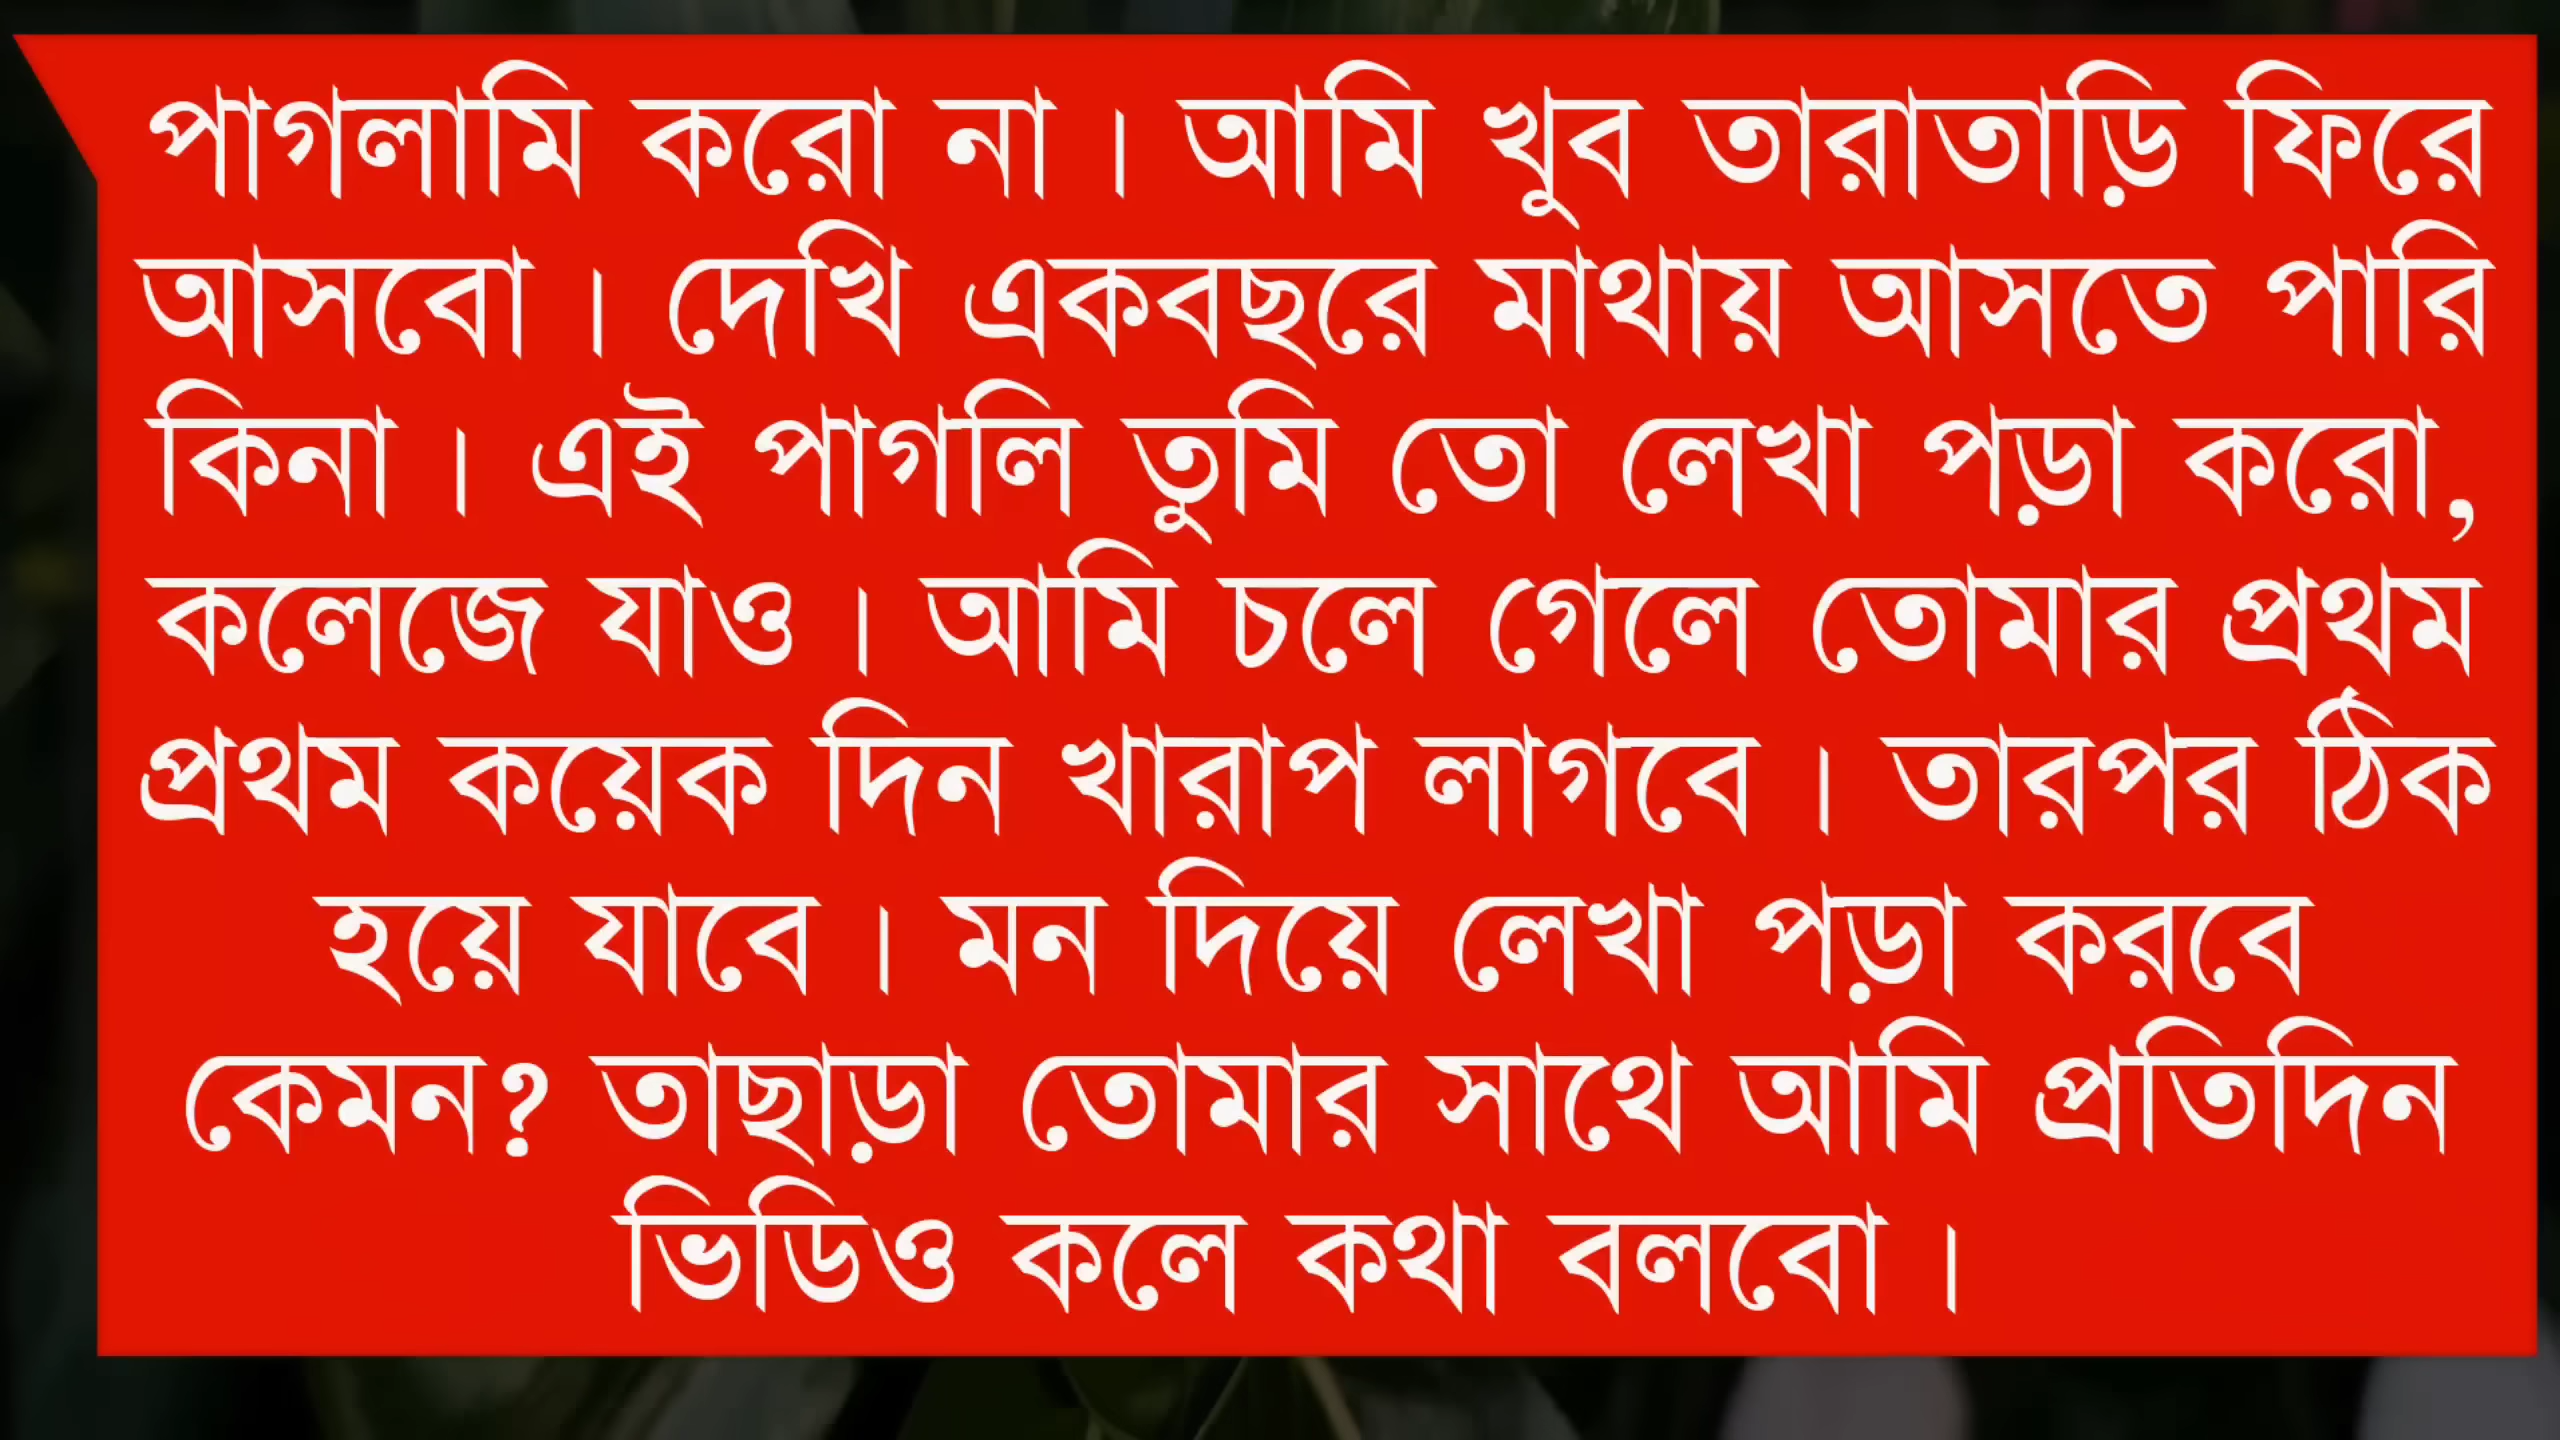 পাগলামি করো না। আমি খুব তারাতাড়ি ফিরে
আসবো। দেখি একবছরে মাথায় আসতে পারি
কিনা। এই পাগলি তুমি তো লেখা পড়া করো,
কলেজে যাও। আমি চলে গেলে তোমার প্রথম
প্রথম কয়েক দিন খারাপ লাগবে। তারপর ঠিক
হয়ে যাবে। মন দিয়ে লেখা পড়া করবে
কেমন? তাছাড়া তোমার সাথে আমি প্রতিদিন
ভিডিও কলে কথা বলবো।